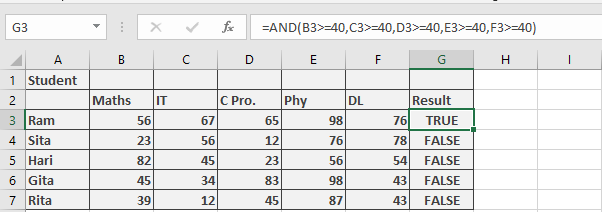 G3 fx =AND(B3>=40,C3>=40,D3>=40,E3>=40,F3>=40)
A B C D E F G H I
1 Student
2 Maths IT C Pro. Phy DL Result
3 Ram 56 67 65 98 76 TRUE
4 Sita 23 56 12 76 78 FALSE
5 Hari 82 45 23 56 54 FALSE
6 Gita 45 34 83 98 43 FALSE
7 Rita 39 12 45 87 43 FALSE